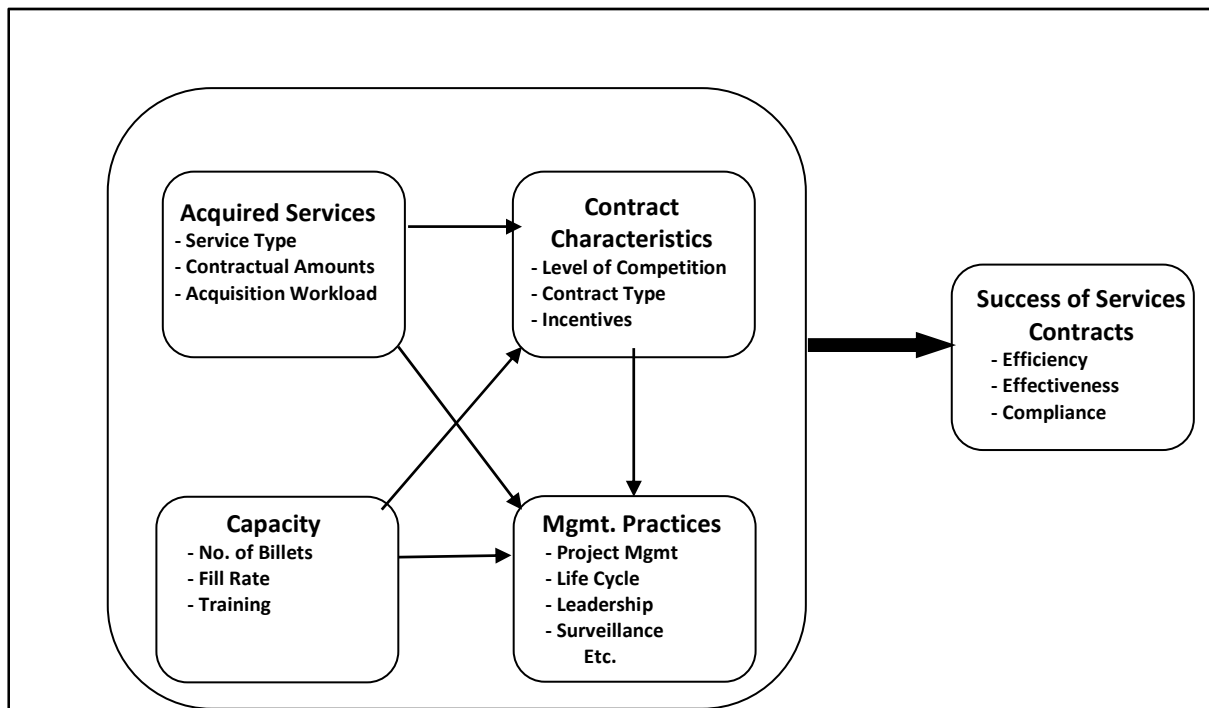 Acquired Services
- Service Type
- Contractual Amounts
- Acquisition Workload
Contract
Characteristics
- Level of Competition
- Contract Type
- Incentives
Capacity
- No. of Billets
- Fill Rate
- Training
Mgmt. Practices
- Project Mgmt
- Life Cycle
- Leadership
- Surveillance
Etc.
Success of Services
Contracts
- Efficiency
- Effectiveness
- Compliance